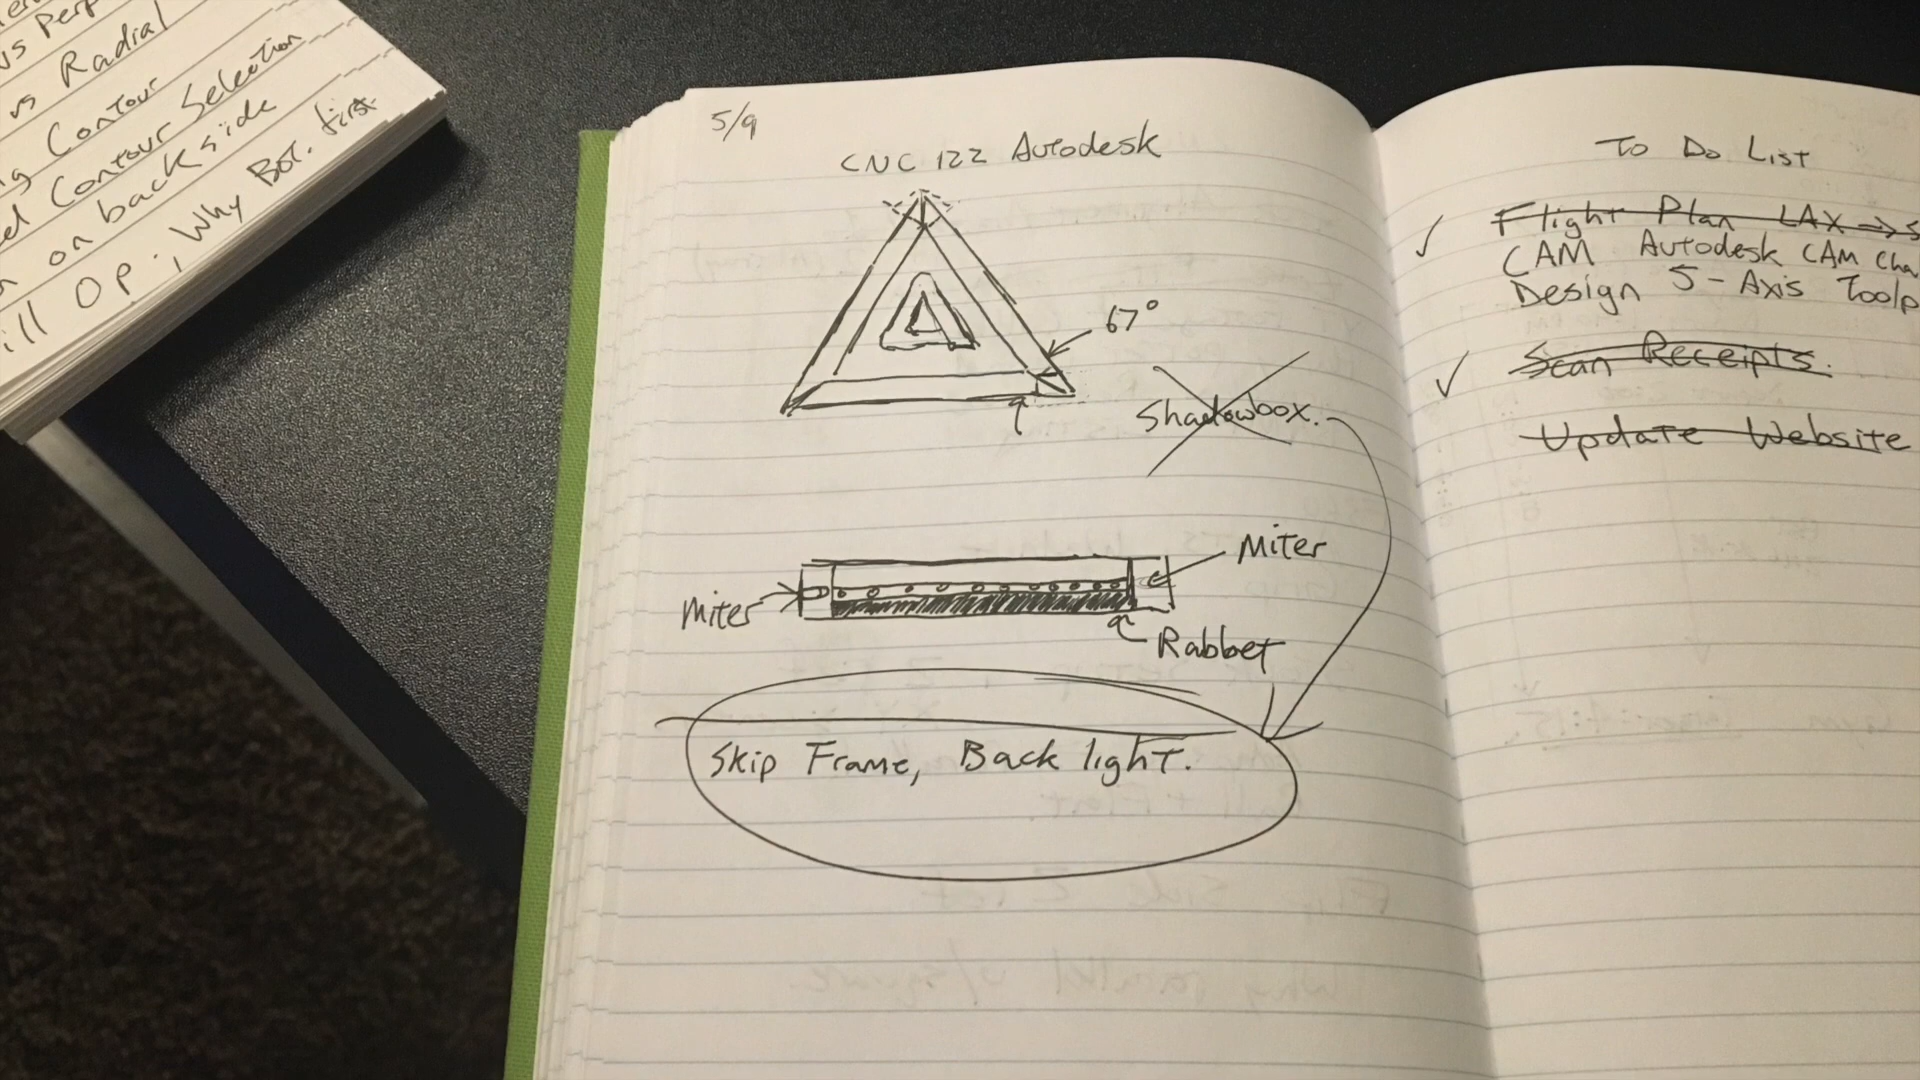 vs Radial
Contour
Contour Selection
on backside
Op. ; Why Bot. first
5/9
CNC 122 Autodesk
67°
Shadowbox.
Miter
Miter
Rabbet
Skip Frame, Back light.
To Do List
✓ Flight Plan LAX →
CAM Autodesk CAM
Design 5-Axis
✓ Scan Receipts.
Update Website